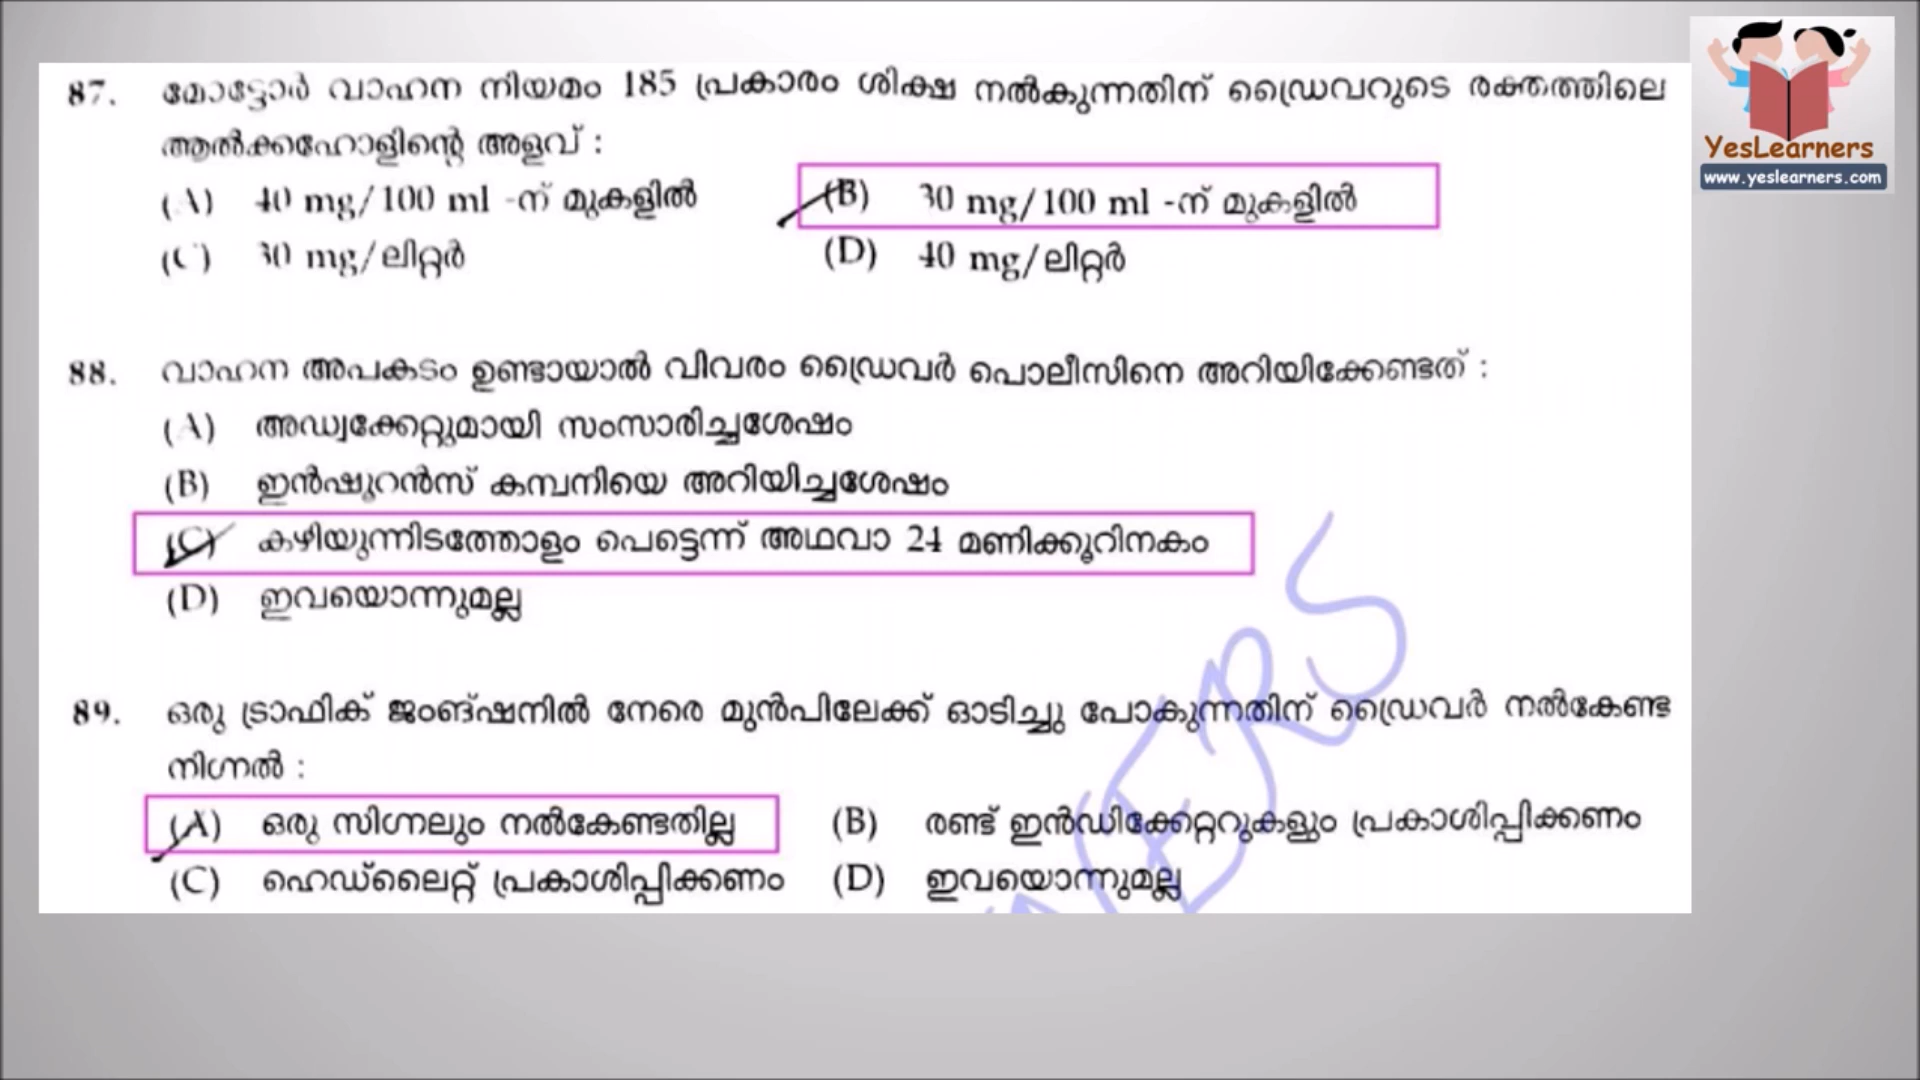 87. മോട്ടോർ വാഹന നിയമം 185 പ്രകാരം ശിക്ഷ നൽകുന്നതിന് ഡ്രൈവറുടെ രക്തത്തിലെ
ആൽക്കഹോളിന്റെ അളവ് :
(A) 40 mg/100 ml -ന് മുകളിൽ (B) 30 mg/100 ml -ന് മുകളിൽ
(C) 30 mg/ലിറ്റർ (D) 40 mg/ലിറ്റർ
88. വാഹന അപകടം ഉണ്ടായാൽ വിവരം ഡ്രൈവർ പൊലീസിനെ അറിയിക്കേണ്ടത് :
(A) അഡ്വക്കേറ്റുമായി സംസാരിച്ചശേഷം
(B) ഇൻഷൂറൻസ് കമ്പനിയെ അറിയിച്ചശേഷം
(C) കഴിയുന്നിടത്തോളം പെട്ടെന്ന് അഥവാ 24 മണിക്കൂറിനകം
(D) ഇവയൊന്നുമല്ല
89. ഒരു ട്രാഫിക് ജംങ്ഷനിൽ നേരെ മുൻപിലേക്ക് ഓടിച്ചു പോകുന്നതിന് ഡ്രൈവർ നൽകേണ്ട
സിഗ്നൽ :
(A) ഒരു സിഗ്നലും നൽകേണ്ടതില്ല (B) രണ്ട് ഇൻഡിക്കേറ്ററുകളും പ്രകാശിപ്പിക്കണം
(C) ഹെഡ്‌ലൈറ്റ് പ്രകാശിപ്പിക്കണം (D) ഇവയൊന്നുമല്ല
YesLearners
www.yeslearners.com
ERS